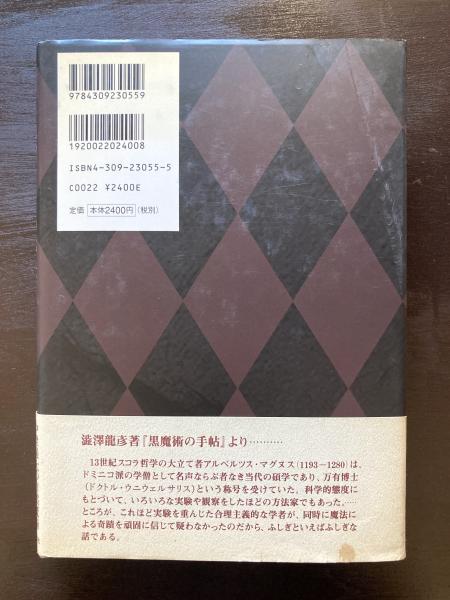 9784309230559
1920022024008
ISBN4-309-23055-5
C0022 ¥2400E
定価 本体2400円(税別)
澁澤龍彦著『黒魔術の手帖』より………
13世紀スコラ哲学の大立て者アルベルツス・マグヌス(1193−1280)は、
ドミニコ派の学僧として名声ならぶ者なき当代の碩学であり、万有博士
(ドクトル・ウニウェルサリス)という称号を受けていた。科学的態度に
もとづいて、いろいろな実験や観察をしたほどの方法家でもあった。……
ところが、これほど実験を重んじた合理主義的な学者が、同時に魔法に
よる奇蹟を頑固に信じて疑わなかったのだから、ふしぎといえばふしぎな
話である。